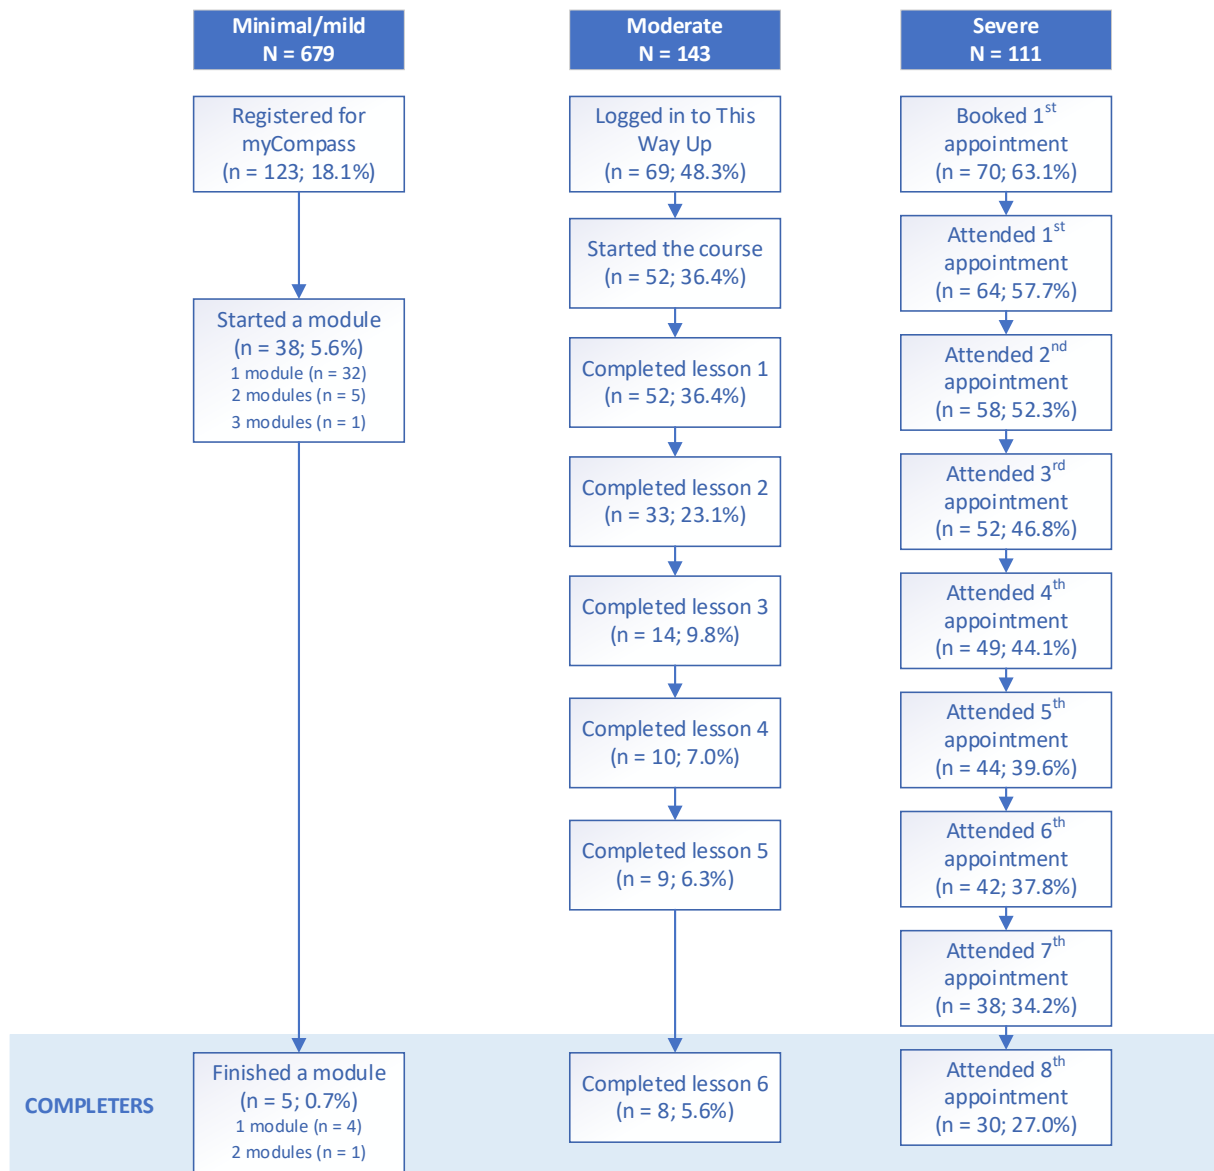 Minimal/mild
N = 679
Registered for
myCompass
(n = 123; 18.1%)
Started a module
(n = 38; 5.6%)
1 module (n = 32)
2 modules (n = 5)
3 modules (n = 1)
Moderate
N = 143
Logged in to This
Way Up
(n = 69; 48.3%)
Started the course
(n = 52; 36.4%)
Completed lesson 1
(n = 52; 36.4%)
Completed lesson 2
(n = 33; 23.1%)
Completed lesson 3
(n = 14; 9.8%)
Completed lesson 4
(n = 10; 7.0%)
Completed lesson 5
(n = 9; 6.3%)
Severe
N = 111
Booked 1st
appointment
(n = 70; 63.1%)
Attended 1st
appointment
(n = 64; 57.7%)
Attended 2nd
appointment
(n = 58; 52.3%)
Attended 3rd
appointment
(n = 52; 46.8%)
Attended 4th
appointment
(n = 49; 44.1%)
Attended 5th
appointment
(n = 44; 39.6%)
Attended 6th
appointment
(n = 42; 37.8%)
Attended 7th
appointment
(n = 38; 34.2%)
COMPLETERS
Finished a module
(n = 5; 0.7%)
1 module (n = 4)
2 modules (n = 1)
Completed lesson 6
(n = 8; 5.6%)
Attended 8th
appointment
(n = 30; 27.0%)